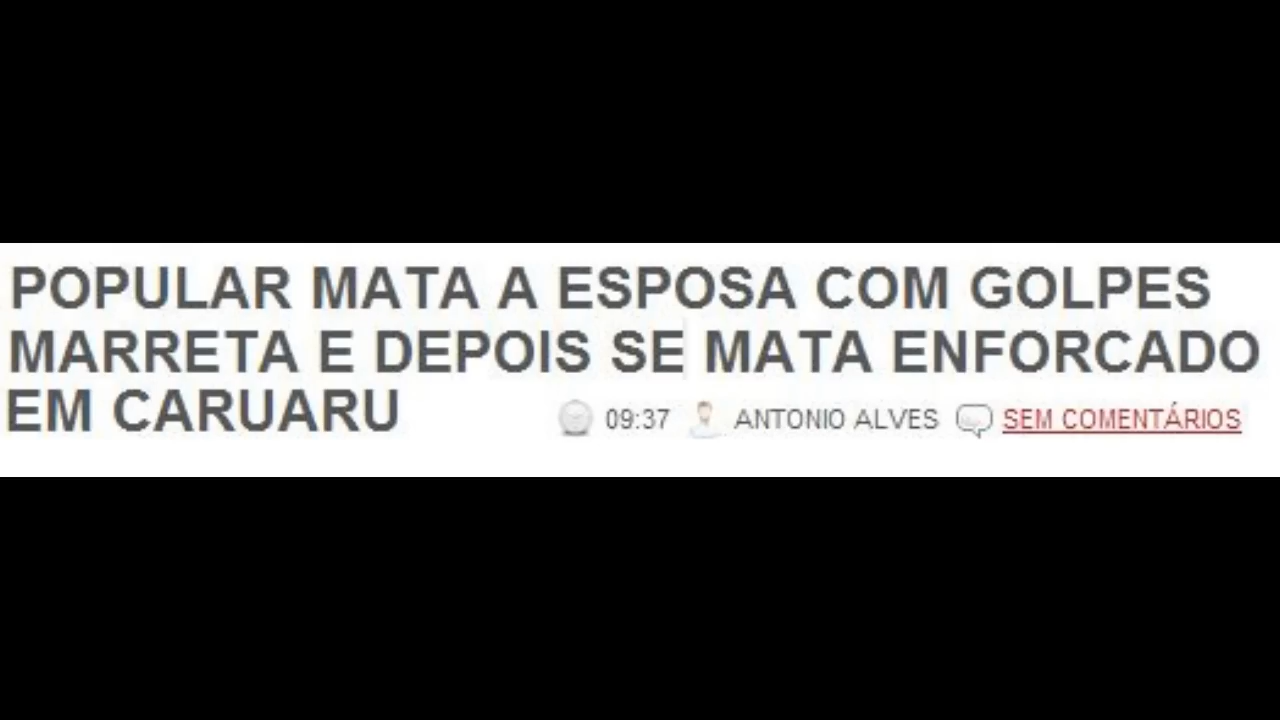 POPULAR MATA A ESPOSA COM GOLPES
MARRETA E DEPOIS SE MATA ENFORCADO
EM CARUARU
09:37 ANTONIO ALVES SEM COMENTÁRIOS